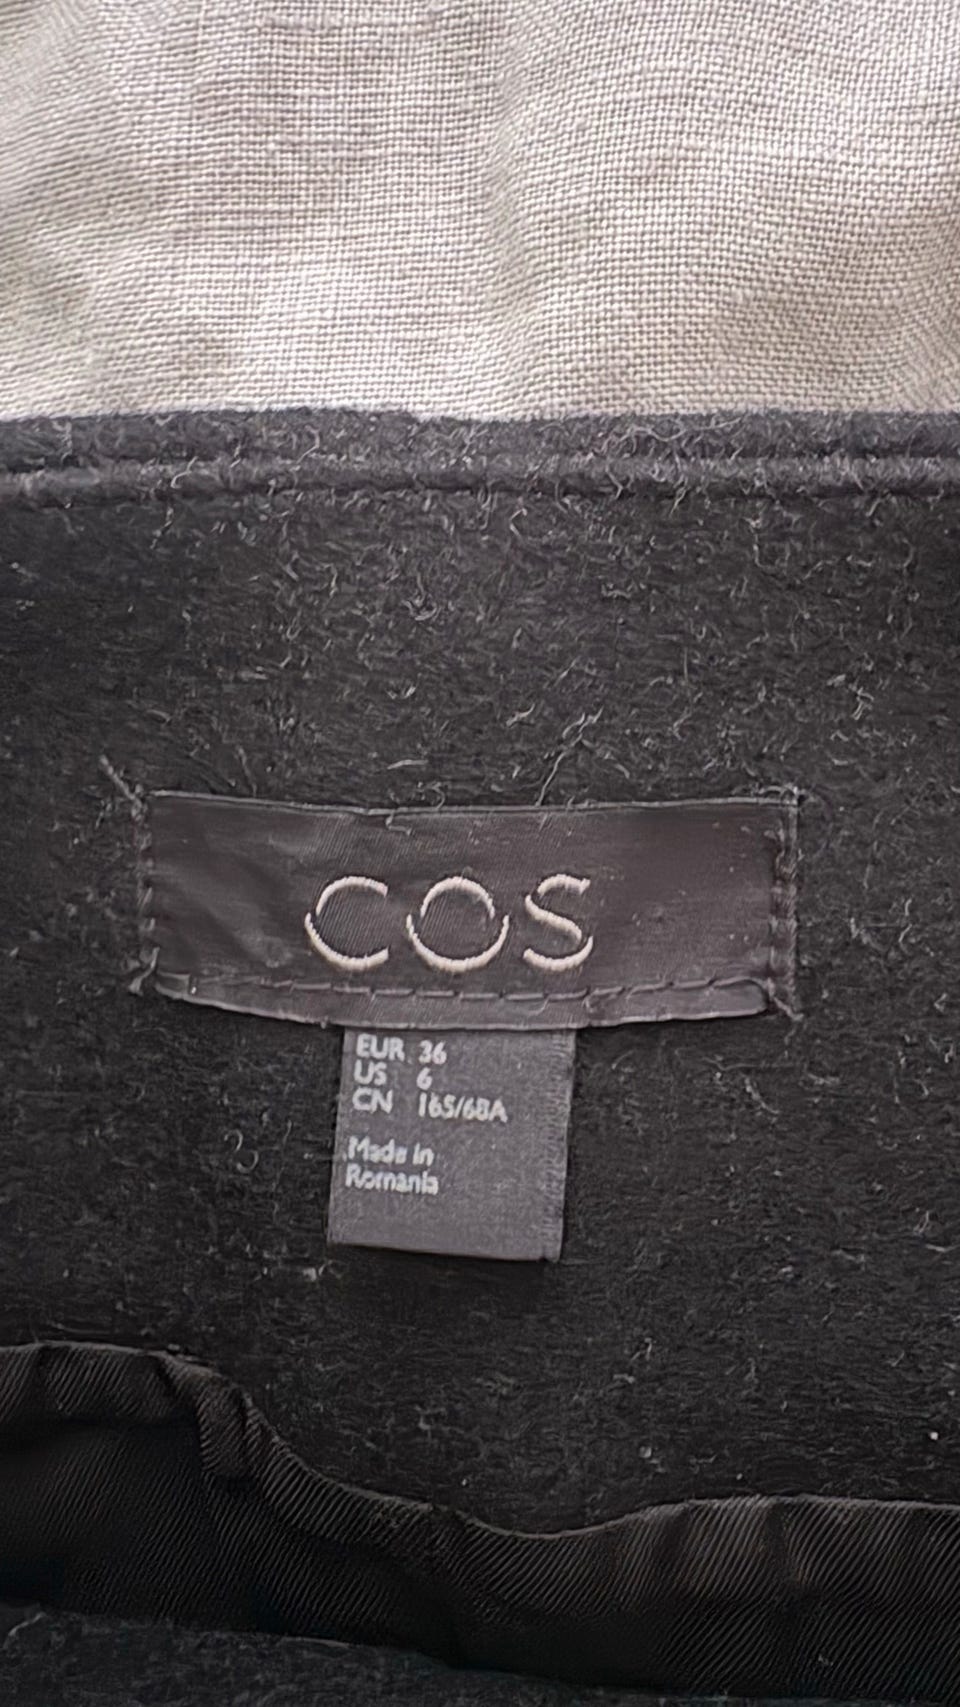 COS
EUR 36
US 6
CN 165/68A
Made in
Romania